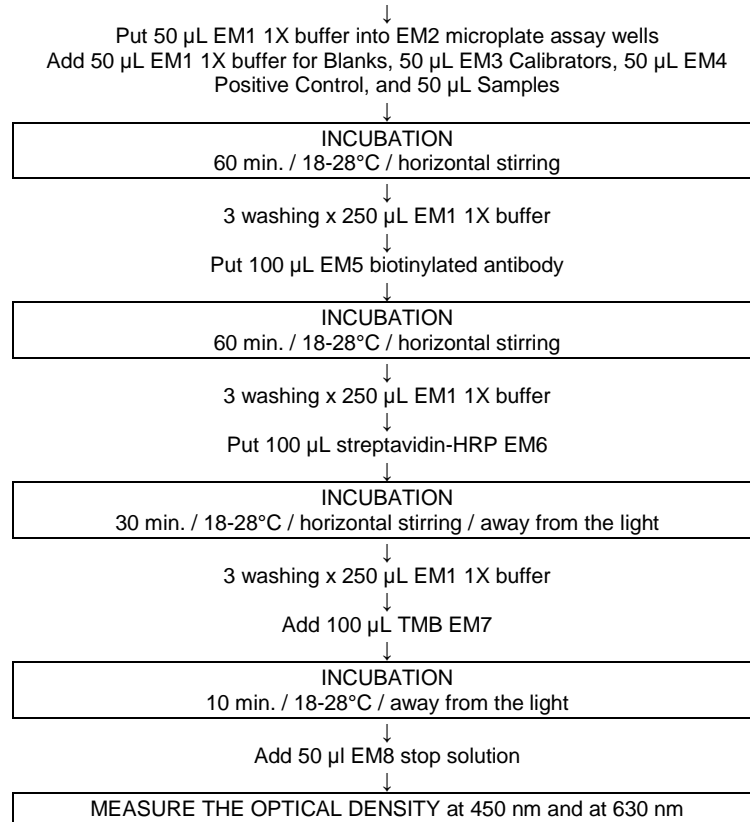 ↓
Put 50 µL EM1 1X buffer into EM2 microplate assay wells
Add 50 µL EM1 1X buffer for Blanks, 50 µL EM3 Calibrators, 50 µL EM4
Positive Control, and 50 µL Samples
↓
INCUBATION
60 min. / 18-28°C / horizontal stirring
↓
3 washing x 250 µL EM1 1X buffer
↓
Put 100 µL EM5 biotinylated antibody
↓
INCUBATION
60 min. / 18-28°C / horizontal stirring
↓
3 washing x 250 µL EM1 1X buffer
↓
Put 100 µL streptavidin-HRP EM6
↓
INCUBATION
30 min. / 18-28°C / horizontal stirring / away from the light
↓
3 washing x 250 µL EM1 1X buffer
↓
Add 100 µL TMB EM7
↓
INCUBATION
10 min. / 18-28°C / away from the light
↓
Add 50 µl EM8 stop solution
↓
MEASURE THE OPTICAL DENSITY at 450 nm and at 630 nm